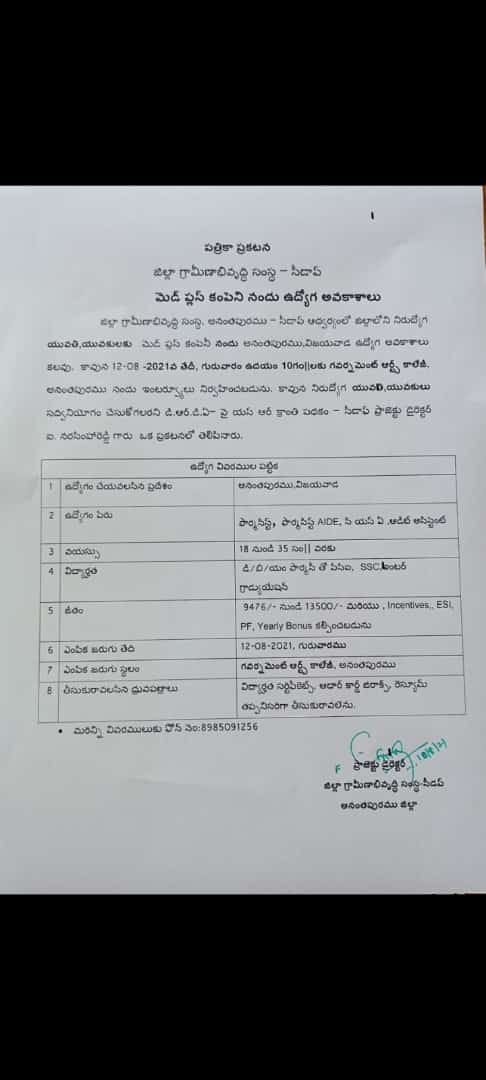 పత్రికా ప్రకటన
జిల్లా గ్రామీణాభివృద్ధి సంస్థ – సీడాప్
మెడ్ ప్లస్ కంపెని నందు ఉద్యోగ అవకాశాలు
జిల్లా గ్రామీణాభివృద్ధి సంస్థ, అనంతపురము – సీడాప్ ఆధ్వర్యంలో జిల్లాలోని నిరుద్యోగ
యువతి,యువకులకు మెడ్ ప్లస్ కంపెనీ నందు అనంతపురము,విజయవాడ ఉద్యోగ అవకాశాలు
కలవు. కావున 12-08 -2021వ తేదీ, గురువారం ఉదయం 10గం||లకు గవర్నమెంట్ ఆర్ట్స్ కాలేజీ,
అనంతపురము నందు ఇంటర్వ్యూలు నిర్వహించబడును. కావున నిరుద్యోగ యువతి,యువకులు
సద్వినియోగం చేసుకోగలరని డి.ఆర్.డి.ఏ– వై యస్ ఆర్ క్రాంతి పథకం – సీడాప్ ప్రాజెక్టు డైరెక్టర్
ఐ. నరసింహారెడ్డి గారు ఒక ప్రకటనలో తెలిపినారు.
ఉద్యోగ వివరముల పట్టిక
1 ఉద్యోగం చేయవలసిన ప్రదేశం అనంతపురము,విజయవాడ
2 ఉద్యోగం పేరు ఫార్మసిస్ట్, ఫార్మసిస్ట్ AIDE, సి యస్ ఏ ,ఆడిట్ అసిస్టెంట్
3 వయస్సు 18 నుండి 35 సం|| వరకు
4 విద్యార్హత డి/బి/యం ఫార్మసీ తో పిసిఐ, SSC,ఇంటర్
గ్రాడ్యుయేషన్
5 జీతం 9476/- నుండి 13500/- మరియు , Incentives,, ESI,
PF, Yearly Bonus కల్పించబడును
6 ఎంపిక జరుగు తేది 12-08-2021, గురువారము
7 ఎంపిక జరుగు స్థలం గవర్నమెంట్ ఆర్ట్స్ కాలేజీ, అనంతపురము
8 తీసుకురావలసిన ధ్రువపత్రాలు విద్యార్హత సర్టిఫికెట్స్, ఆదార్ కార్డ్ జిరాక్స్, రెస్యూమ్
తప్పనిసరిగా తీసుకురావలెను.
• మరిన్ని వివరములుకు ఫోన్ నెం:8985091256
ప్రాజెక్టు డైరెక్టర్
జిల్లా గ్రామీణాభివృద్ధి సంస్థ-సీడప్
అనంతపురము జిల్లా